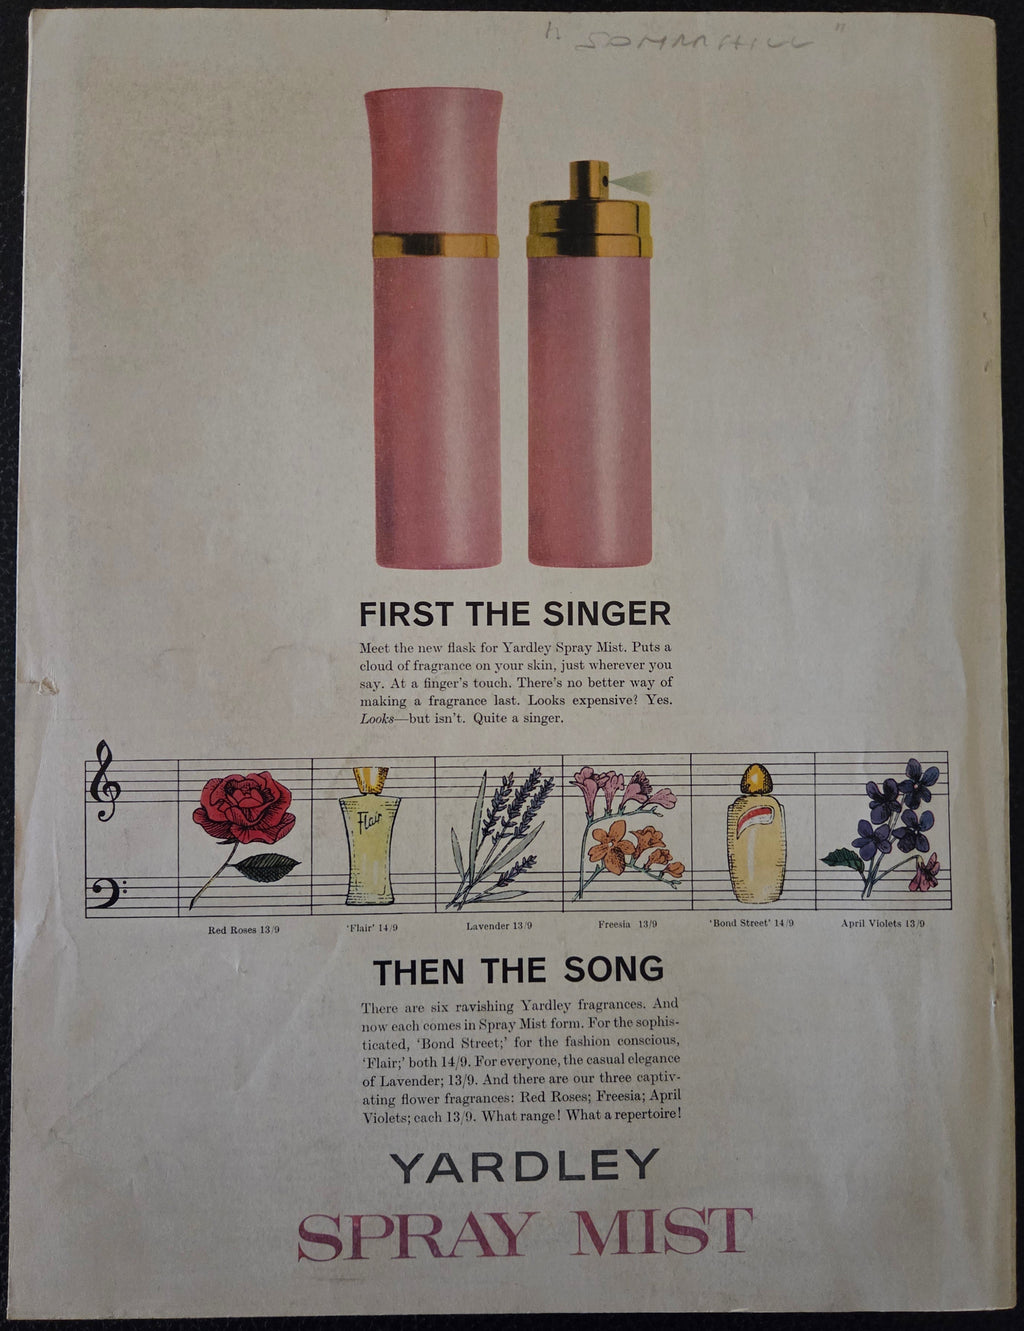 "SOMARHILL"
FIRST THE SINGER
Meet the new flask for Yardley Spray Mist. Puts a
cloud of fragrance on your skin, just wherever you
say. At a finger's touch. There's no better way of
making a fragrance last. Looks expensive? Yes.
Looks—but isn't. Quite a singer.
Flair
Red Roses 13/9
'Flair' 14/9
Lavender 13/9
Freesia 13/9
'Bond Street' 14/9
April Violets 13/9
THEN THE SONG
There are six ravishing Yardley fragrances. And
now each comes in Spray Mist form. For the sophis-
ticated, 'Bond Street;' for the fashion conscious,
'Flair;' both 14/9. For everyone, the casual elegance
of Lavender; 13/9. And there are our three captiv-
ating flower fragrances: Red Roses; Freesia; April
Violets; each 13/9. What range! What a repertoire!
YARDLEY
SPRAY MIST